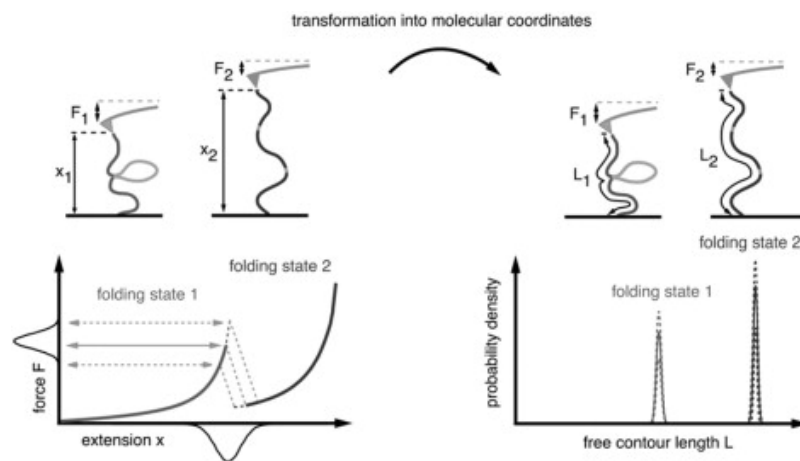 transformation into molecular coordinates
F1
x1
F2
x2
F1
L1
F2
L2
folding state 1
folding state 2
force F
extension x
folding state 1
folding state 2
probability density
free contour length L